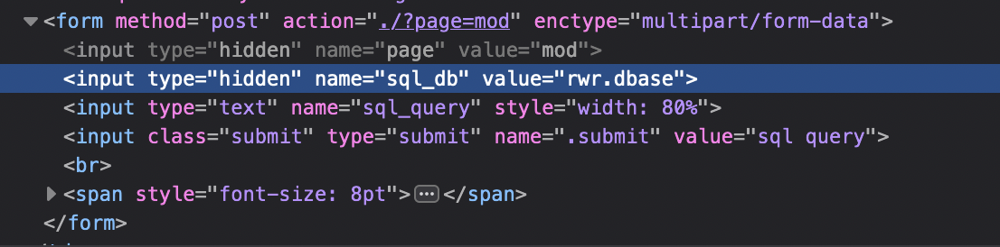 ▼<form method="post" action="./?page=mod" enctype="multipart/form-data">
<input type="hidden" name="page" value="mod">
<input type="hidden" name="sql_db" value="rwr.dbase">
<input type="text" name="sql_query" style="width: 80%">
<input class="submit" type="submit" name=".submit" value="sql query">
<br>
▶<span style="font-size: 8pt">…</span>
</form>